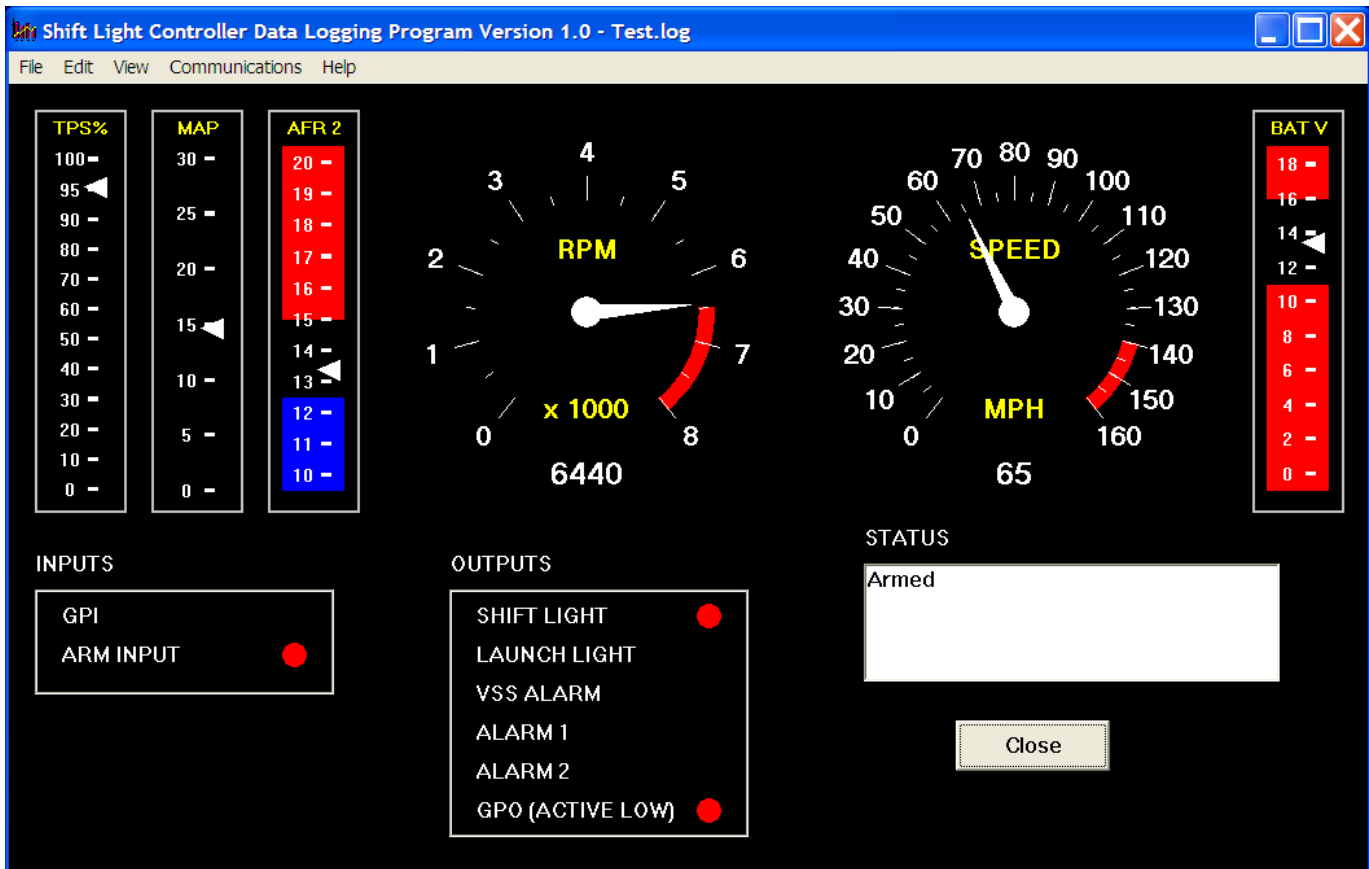 Shift Light Controller Data Logging Program Version 1.0 - Test.log
File Edit View Communications Help
TPS%
100
95
90
80
70
60
50
40
30
20
10
0
MAP
30
25
20
15
10
5
0
AFR 2
20
19
18
17
16
15
14
13
12
11
10
0
1
2
3
4
5
6
7
8
RPM
x 1000
6440
0
10
20
30
40
50
60
70
80
90
100
110
120
130
140
150
160
SPEED
MPH
65
BAT V
18
16
14
12
10
8
6
4
2
0
INPUTS
GPI
ARM INPUT
OUTPUTS
SHIFT LIGHT
LAUNCH LIGHT
VSS ALARM
ALARM 1
ALARM 2
GPO (ACTIVE LOW)
STATUS
Armed
Close